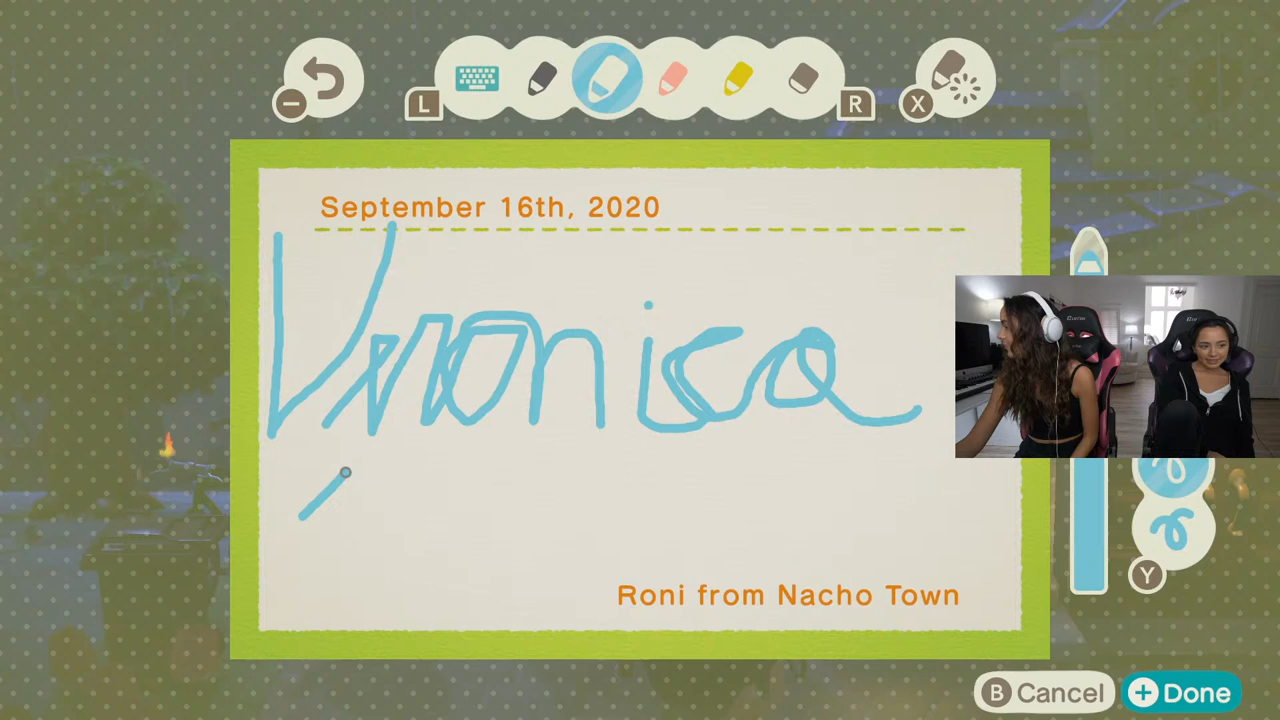 L
R
X
September 16th, 2020
Veronica
Roni from Nacho Town
Y
B Cancel
+ Done